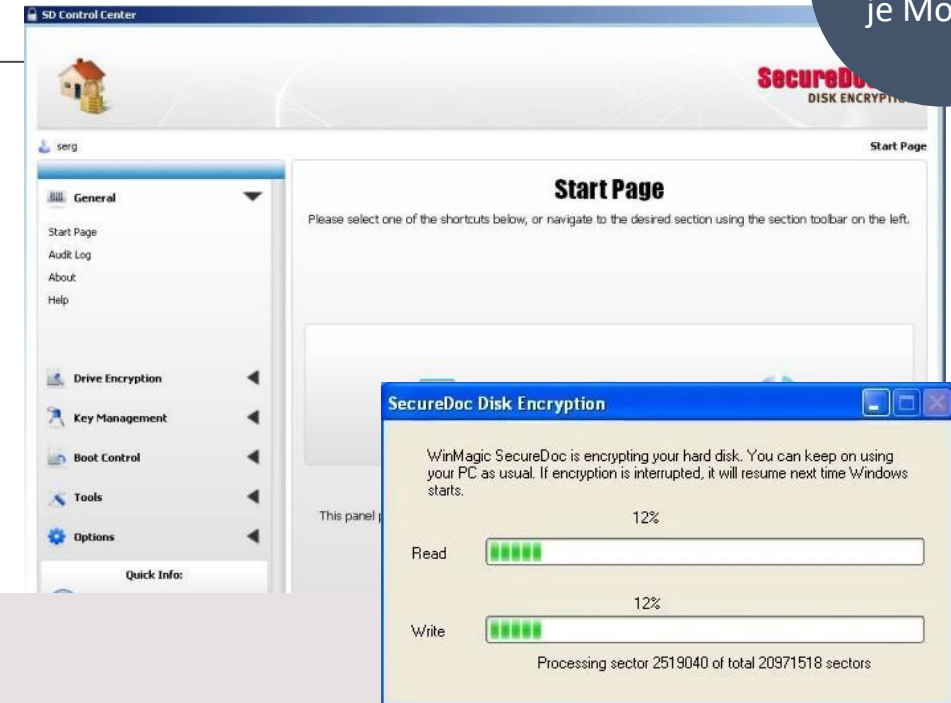 je Mo
SD Control Center
SecureD
DISK ENCRYPTI
serg
Start Page
General
Start Page
Audit Log
About
Help
Drive Encryption
Key Management
Boot Control
Tools
Options
Quick Info:
Start Page
Please select one of the shortcuts below, or navigate to the desired section using the section toolbar on the left.
This panel
SecureDoc Disk Encryption
WinMagic SecureDoc is encrypting your hard disk. You can keep on using
your PC as usual. If encryption is interrupted, it will resume next time Windows
starts.
12%
Read
12%
Write
Processing sector 2519040 of total 20971518 sectors